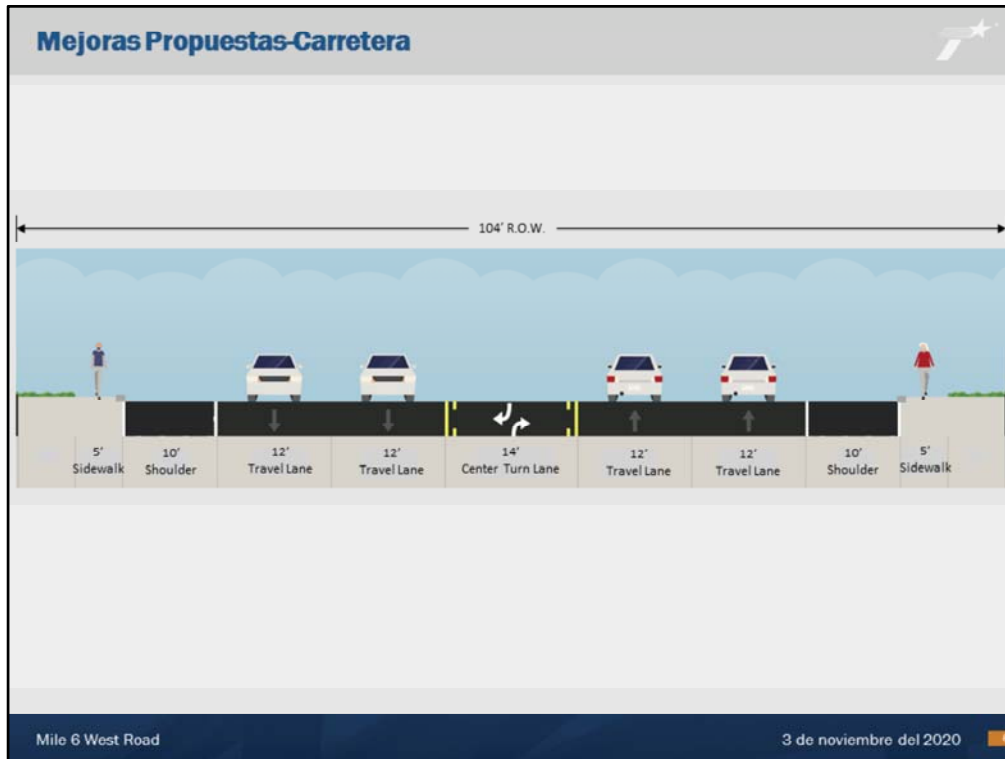 Mejoras Propuestas-Carretera
104' R.O.W.
5'
Sidewalk
10'
Shoulder
12'
Travel Lane
12'
Travel Lane
14'
Center Turn Lane
12'
Travel Lane
12'
Travel Lane
10'
Shoulder
5'
Sidewalk
Mile 6 West Road
3 de noviembre del 2020